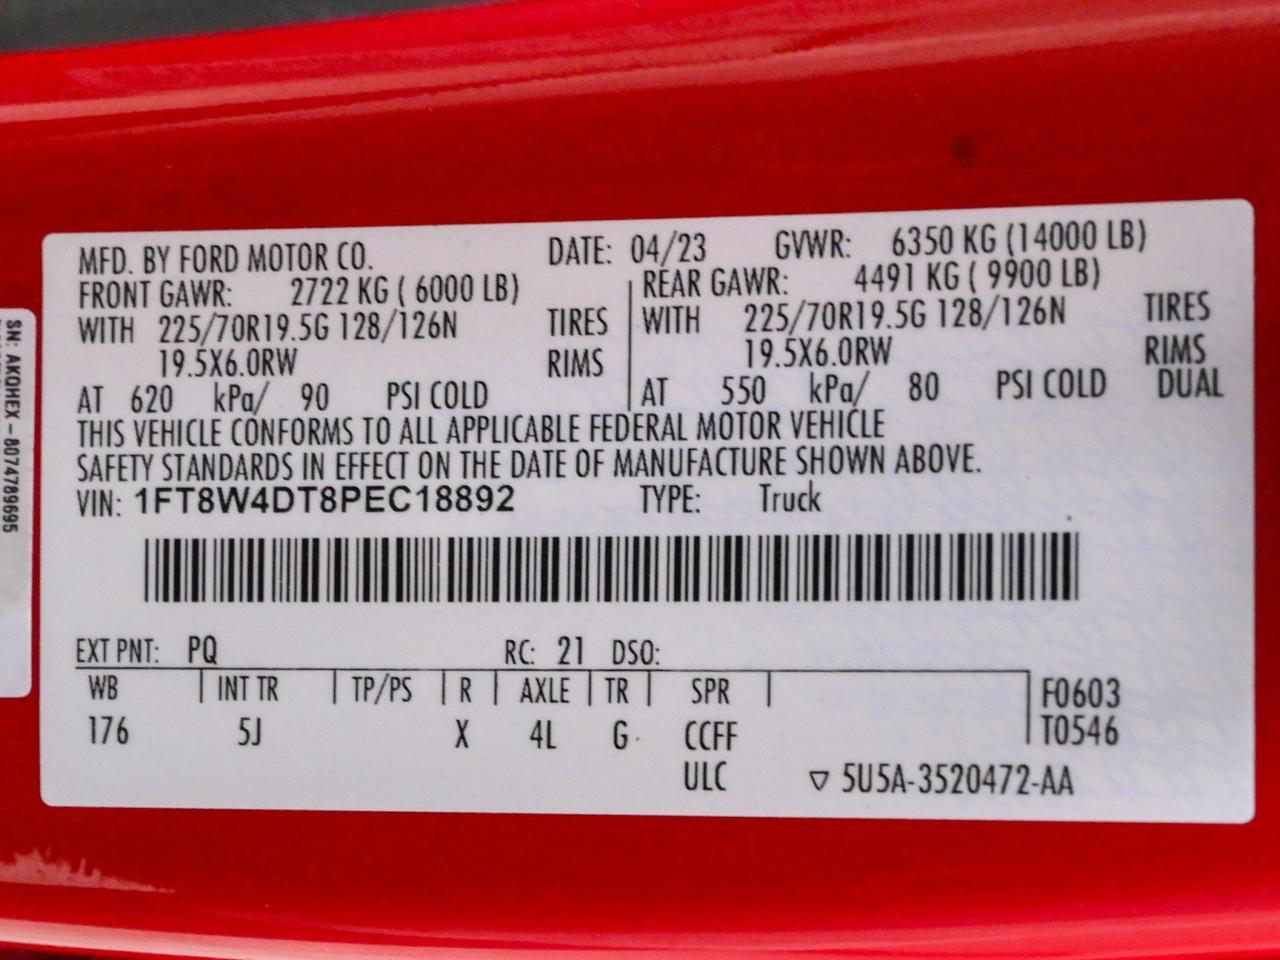 MFD. BY FORD MOTOR CO. DATE: 04/23 GVWR: 6350 KG (14000 LB)
FRONT GAWR: 2722 KG ( 6000 LB) REAR GAWR: 4491 KG ( 9900 LB)
WITH 225/70R19.5G 128/126N TIRES WITH 225/70R19.5G 128/126N TIRES
19.5X6.0RW RIMS 19.5X6.0RW RIMS
AT 620 kPa/ 90 PSI COLD AT 550 kPa/ 80 PSI COLD DUAL
THIS VEHICLE CONFORMS TO ALL APPLICABLE FEDERAL MOTOR VEHICLE
SAFETY STANDARDS IN EFFECT ON THE DATE OF MANUFACTURE SHOWN ABOVE.
VIN: 1FT8W4DT8PEC18892 TYPE: Truck
EXT PNT: PQ RC: 21 DSO:
WB INT TR TP/PS R AXLE TR SPR F0603
176 5J X 4L G CCFF T0546
ULC ▽ 5U5A-3520472-AA
SN: AKQIHEX - 8074789695